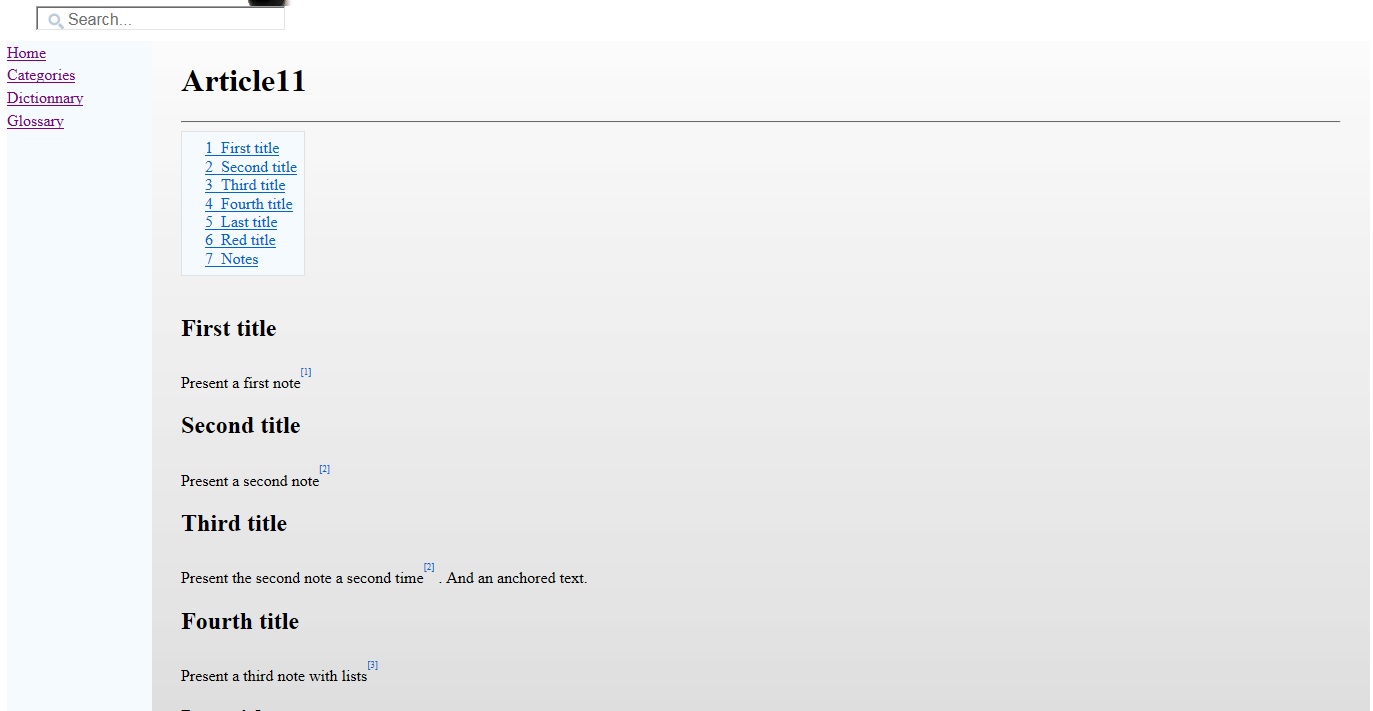 Search...
Home
Categories
Dictionnary
Glossary
Article11
1 First title
2 Second title
3 Third title
4 Fourth title
5 Last title
6 Red title
7 Notes
First title
Present a first note[1]
Second title
Present a second note[2]
Third title
Present the second note a second time[2] . And an anchored text.
Fourth title
Present a third note with lists[3]